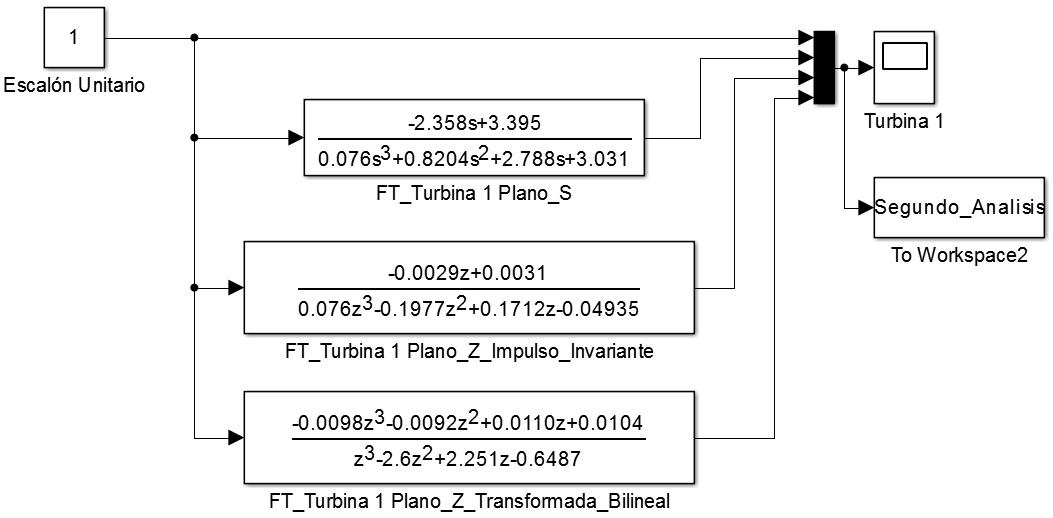 1
Escalón Unitario
-2.358s+3.395
0.076s³+0.8204s²+2.788s+3.031
FT_Turbina 1 Plano_S
-0.0029z+0.0031
0.076z³-0.1977z²+0.1712z-0.04935
FT_Turbina 1 Plano_Z_Impulso_Invariante
-0.0098z³-0.0092z²+0.0110z+0.0104
z³-2.6z²+2.251z-0.6487
FT_Turbina 1 Plano_Z_Transformada_Bilineal
Turbina 1
Segundo_Analisis
To Workspace2